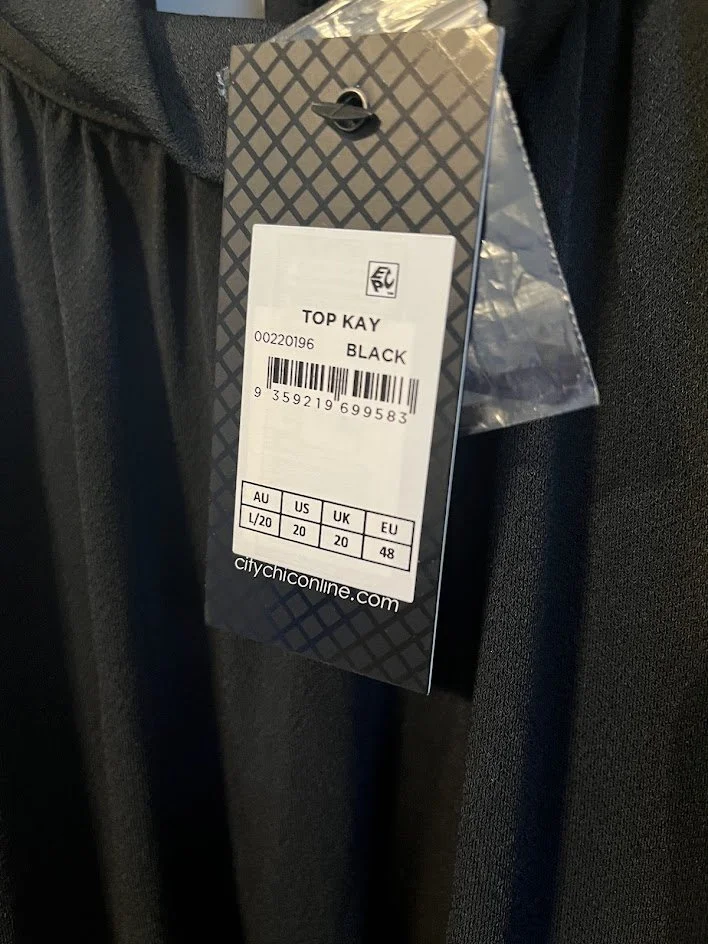 TOP KAY
00220196 BLACK
9 359219 699583
AU US UK EU
L/20 20 20 48
citychiconline.com